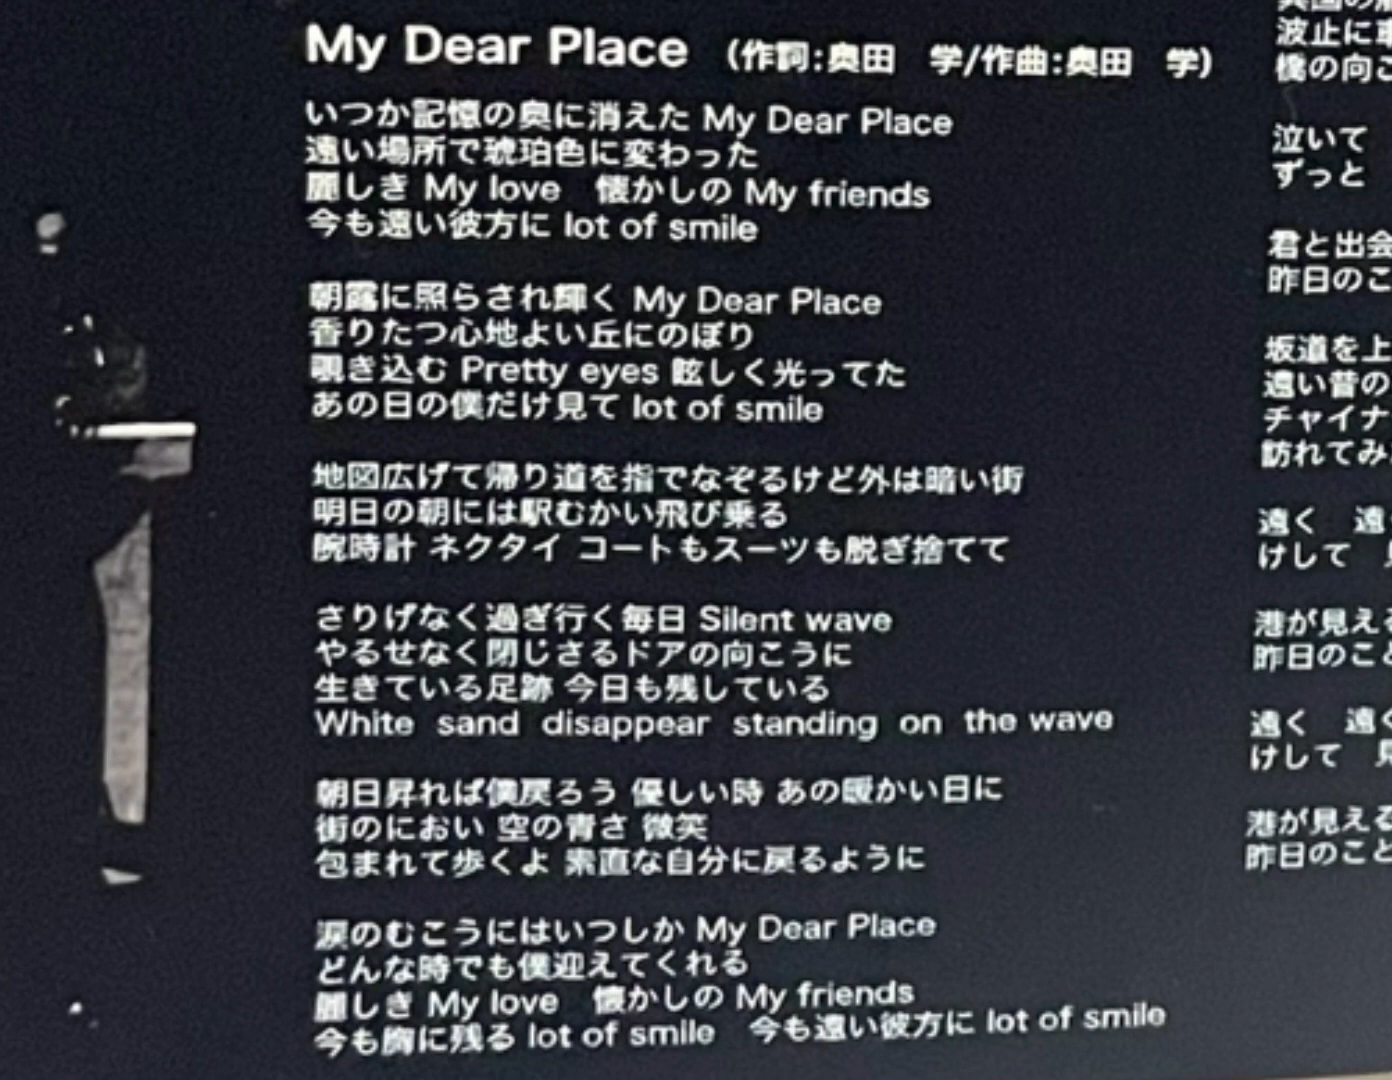 My Dear Place (作詞:奥田 学/作曲:奥田 学)
いつか記憶の奥に消えた My Dear Place
遠い場所で琥珀色に変わった
麗しき My love 懐かしの My friends
今も遠い彼方に lot of smile
朝露に照らされ輝く My Dear Place
香りたつ心地よい丘にのぼり
覗き込む Pretty eyes 眩しく光ってた
あの日の僕だけ見て lot of smile
地図広げて帰り道を指でなぞるけど外は暗い街
明日の朝には駅むかい飛び乗る
腕時計 ネクタイ コートもスーツも脱ぎ捨てて
さりげなく過ぎ行く毎日 Silent wave
やるせなく閉じさるドアの向こうに
生きている足跡 今日も残している
White sand disappear standing on the wave
朝日昇れば僕戻ろう 優しい時 あの暖かい日に
街のにおい 空の青さ 微笑
包まれて歩くよ 素直な自分に戻るように
涙のむこうにはいつしか My Dear Place
どんな時でも僕迎えてくれる
麗しき My love 懐かしの My friends
今も胸に残る lot of smile 今も遠い彼方に lot of smile
波止に
橋の向こ
泣いて
ずっと
君と出会
昨日のこ
坂道を上
遠い昔の
チャイナ
訪れてみ
遠く 遠
けして
港が見える
昨日のこと
遠く 遠く
けして 見
港が見える
昨日のこと